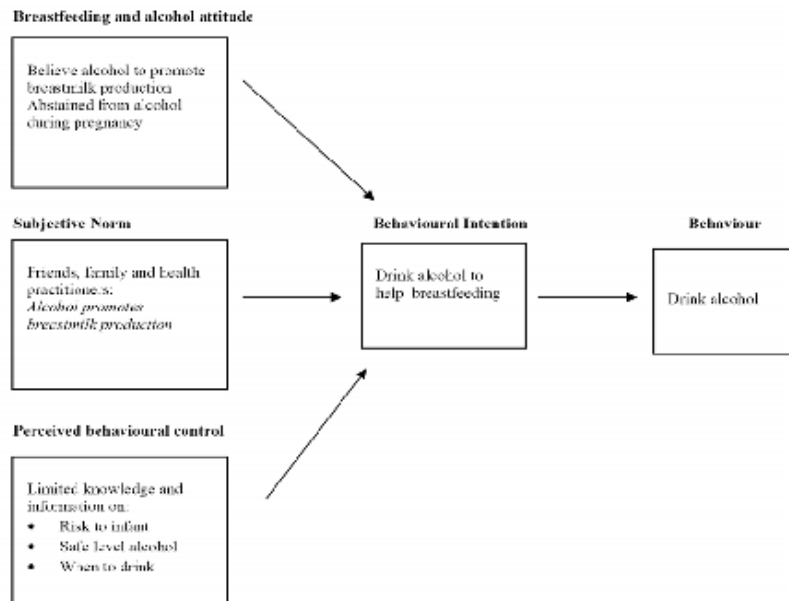 Breastfeeding and alcohol attitude
Believe alcohol to promote
breastmilk production
Abstained from alcohol
during pregnancy
Subjective Norm
Friends, family and health
practitioners:
Alcohol promotes
breastmilk production
Behavioural Intention
Drink alcohol to
help breastfeeding
Behaviour
Drink alcohol
Perceived behavioural control
Limited knowledge and
information on:
• Risk to infant
• Safe level alcohol
• When to drink